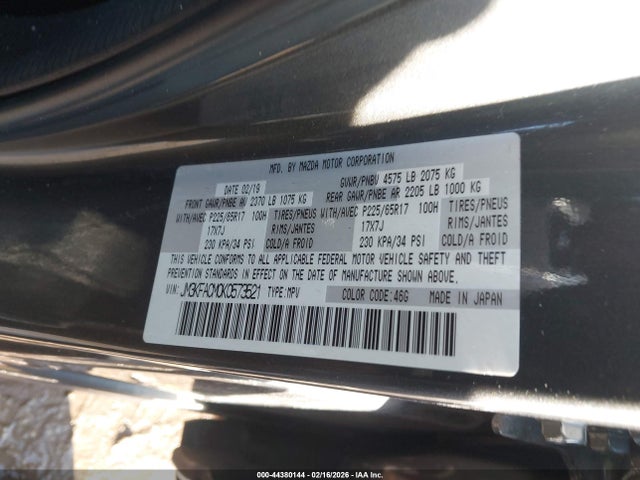 MFD. BY MAZDA MOTOR CORPORATION
DATE 02/19 GVWR/PNBV 4575 LB 2075 KG
FRONT GAWR/PNBE AV 2370 LB 1075 KG REAR GAWR/PNBE AR 2205 LB 1000 KG
WITH/AVEC P225/65R17 100H TIRES/PNEUS WITH/AVEC P225/65R17 100H TIRES/PNEUS
17X7J RIMS/JANTES 17X7J RIMS/JANTES
230 KPA/34 PSI COLD/A FROID 230 KPA/34 PSI COLD/A FROID
THIS VEHICLE CONFORMS TO ALL APPLICABLE FEDERAL MOTOR VEHICLE SAFETY AND THEFT
PREVENTION STANDARDS IN EFFECT ON THE DATE OF MANUFACTURE SHOWN ABOVE.
VIN: JM3KFACM0K0573521 TYPE: MPV COLOR CODE: 46G MADE IN JAPAN
000-44380144 - 02/16/2026 - IAA Inc.